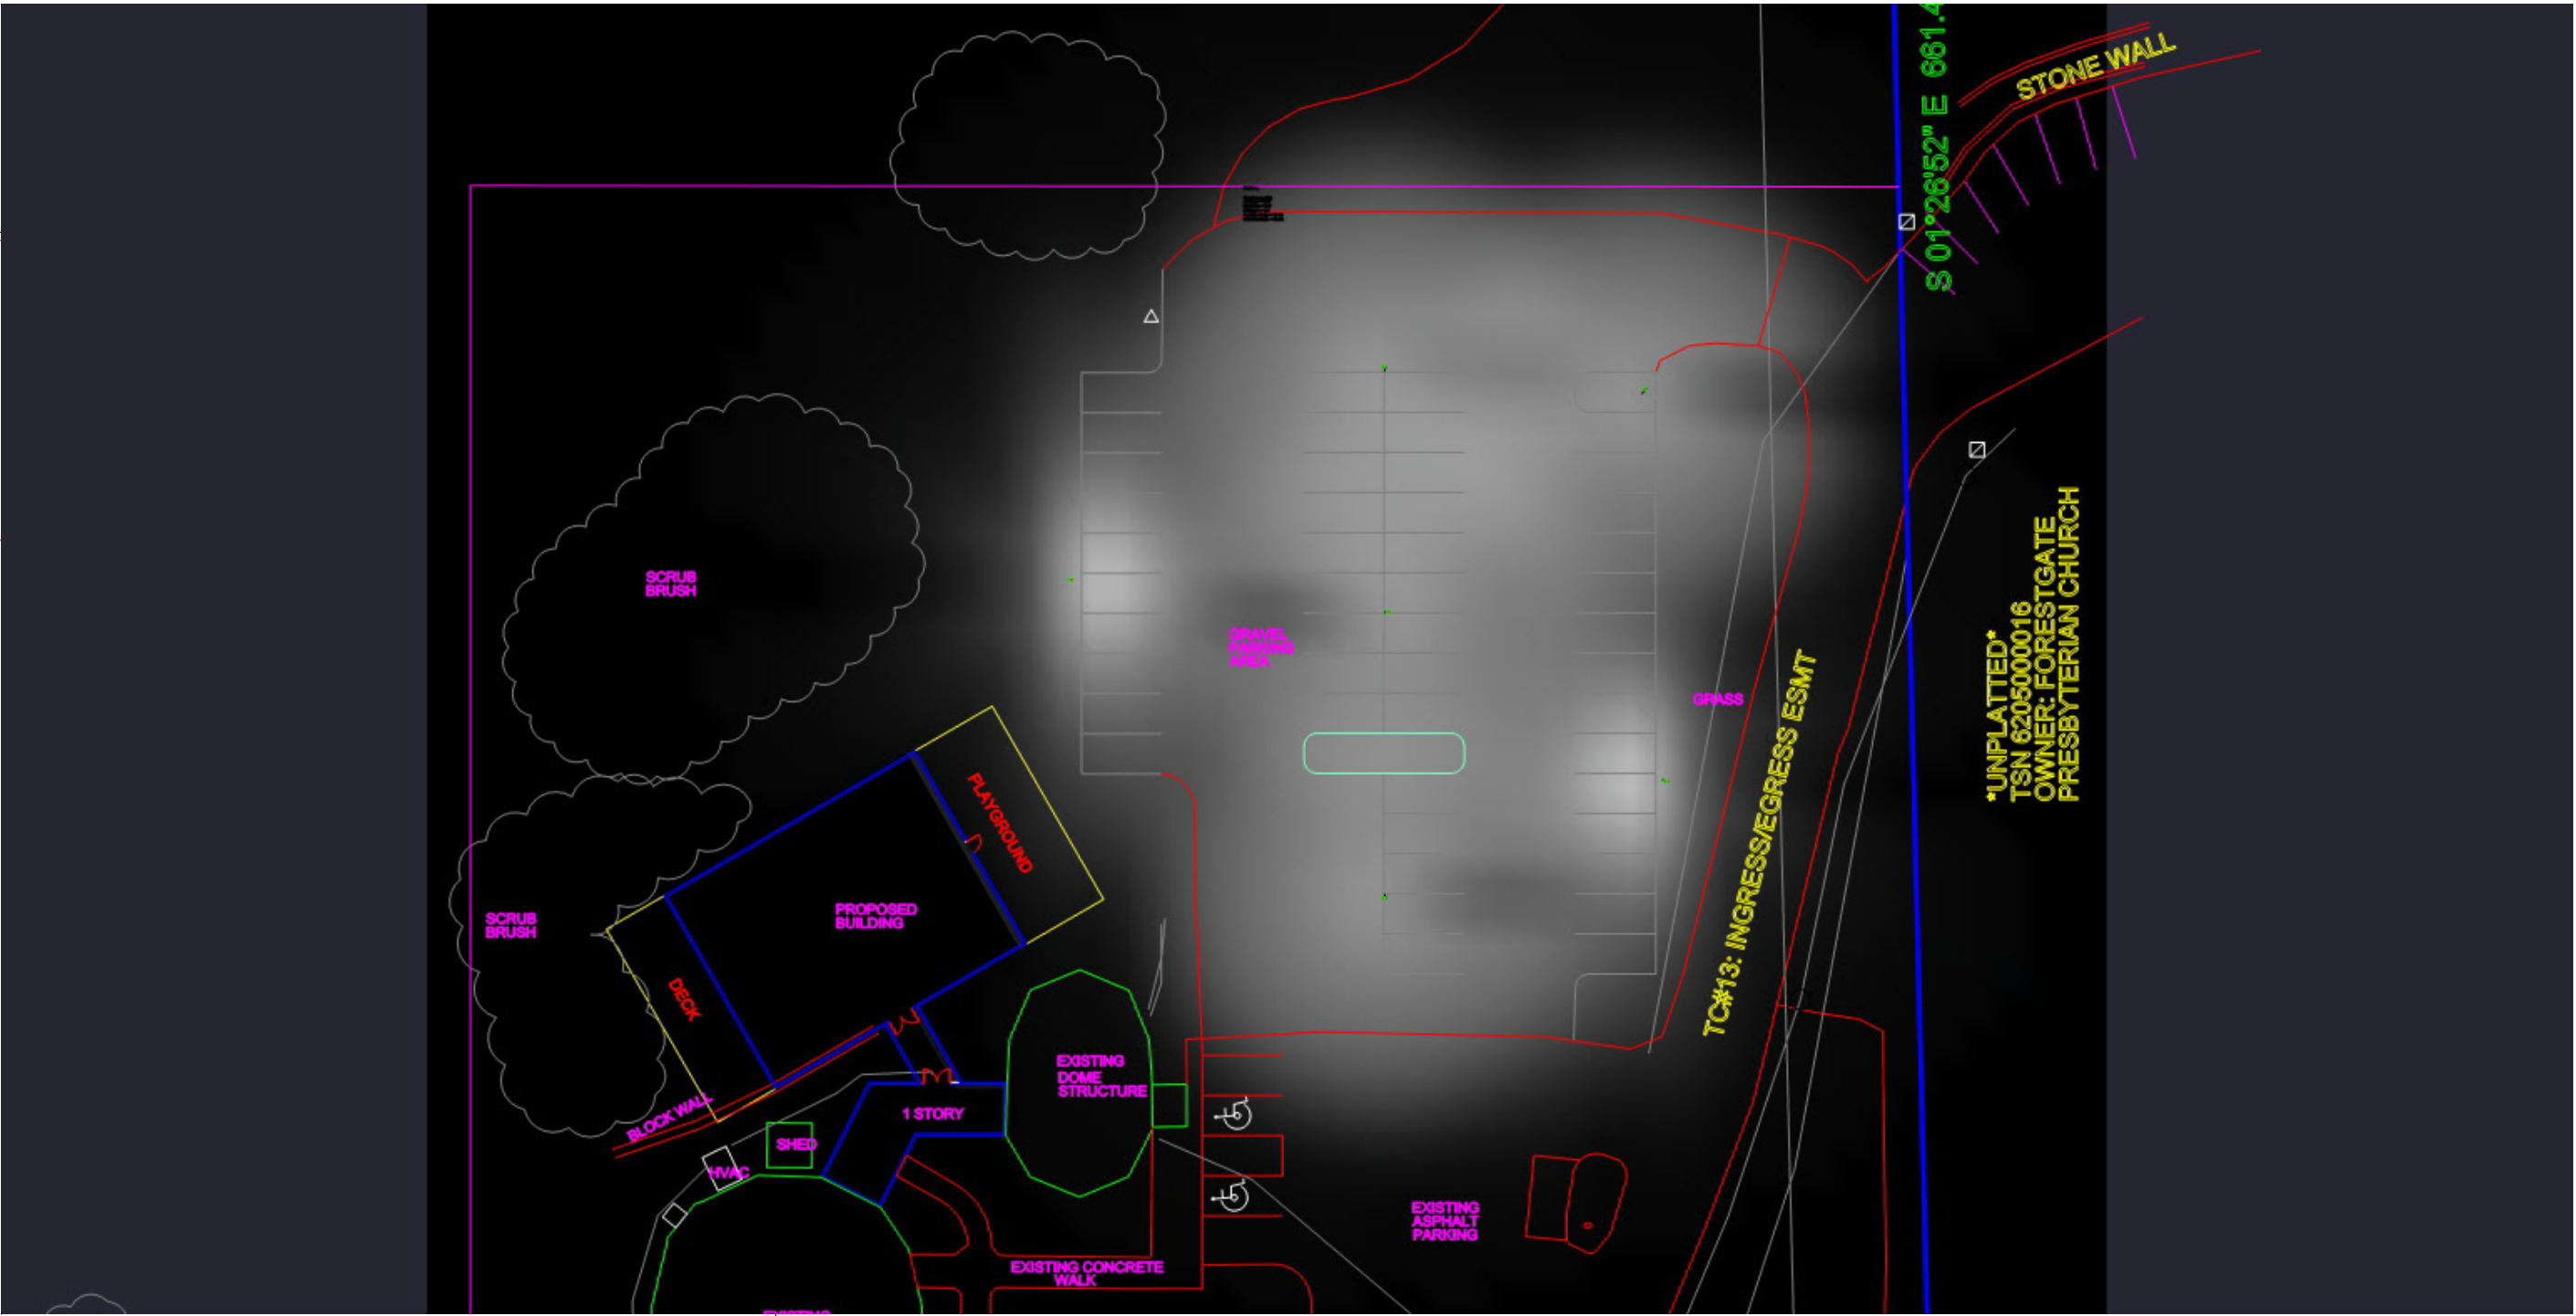 S 01°26'52" E 661.4
STONE WALL
SCRUB
BRUSH
GRAVEL
PARKING
AREA
GRASS
*UNPLATTED*
TSN 6205000016
OWNER: FORESTGATE
PRESBYTERIAN CHURCH
TC#13: INGRESS/EGRESS ESMT
PLAYGROUND
PROPOSED
BUILDING
SCRUB
BRUSH
DECK
EXISTING
DOME
STRUCTURE
1 STORY
BLOCK WALL
SHED
HVAC
EXISTING
ASPHALT
PARKING
EXISTING CONCRETE
WALK
EXISTING